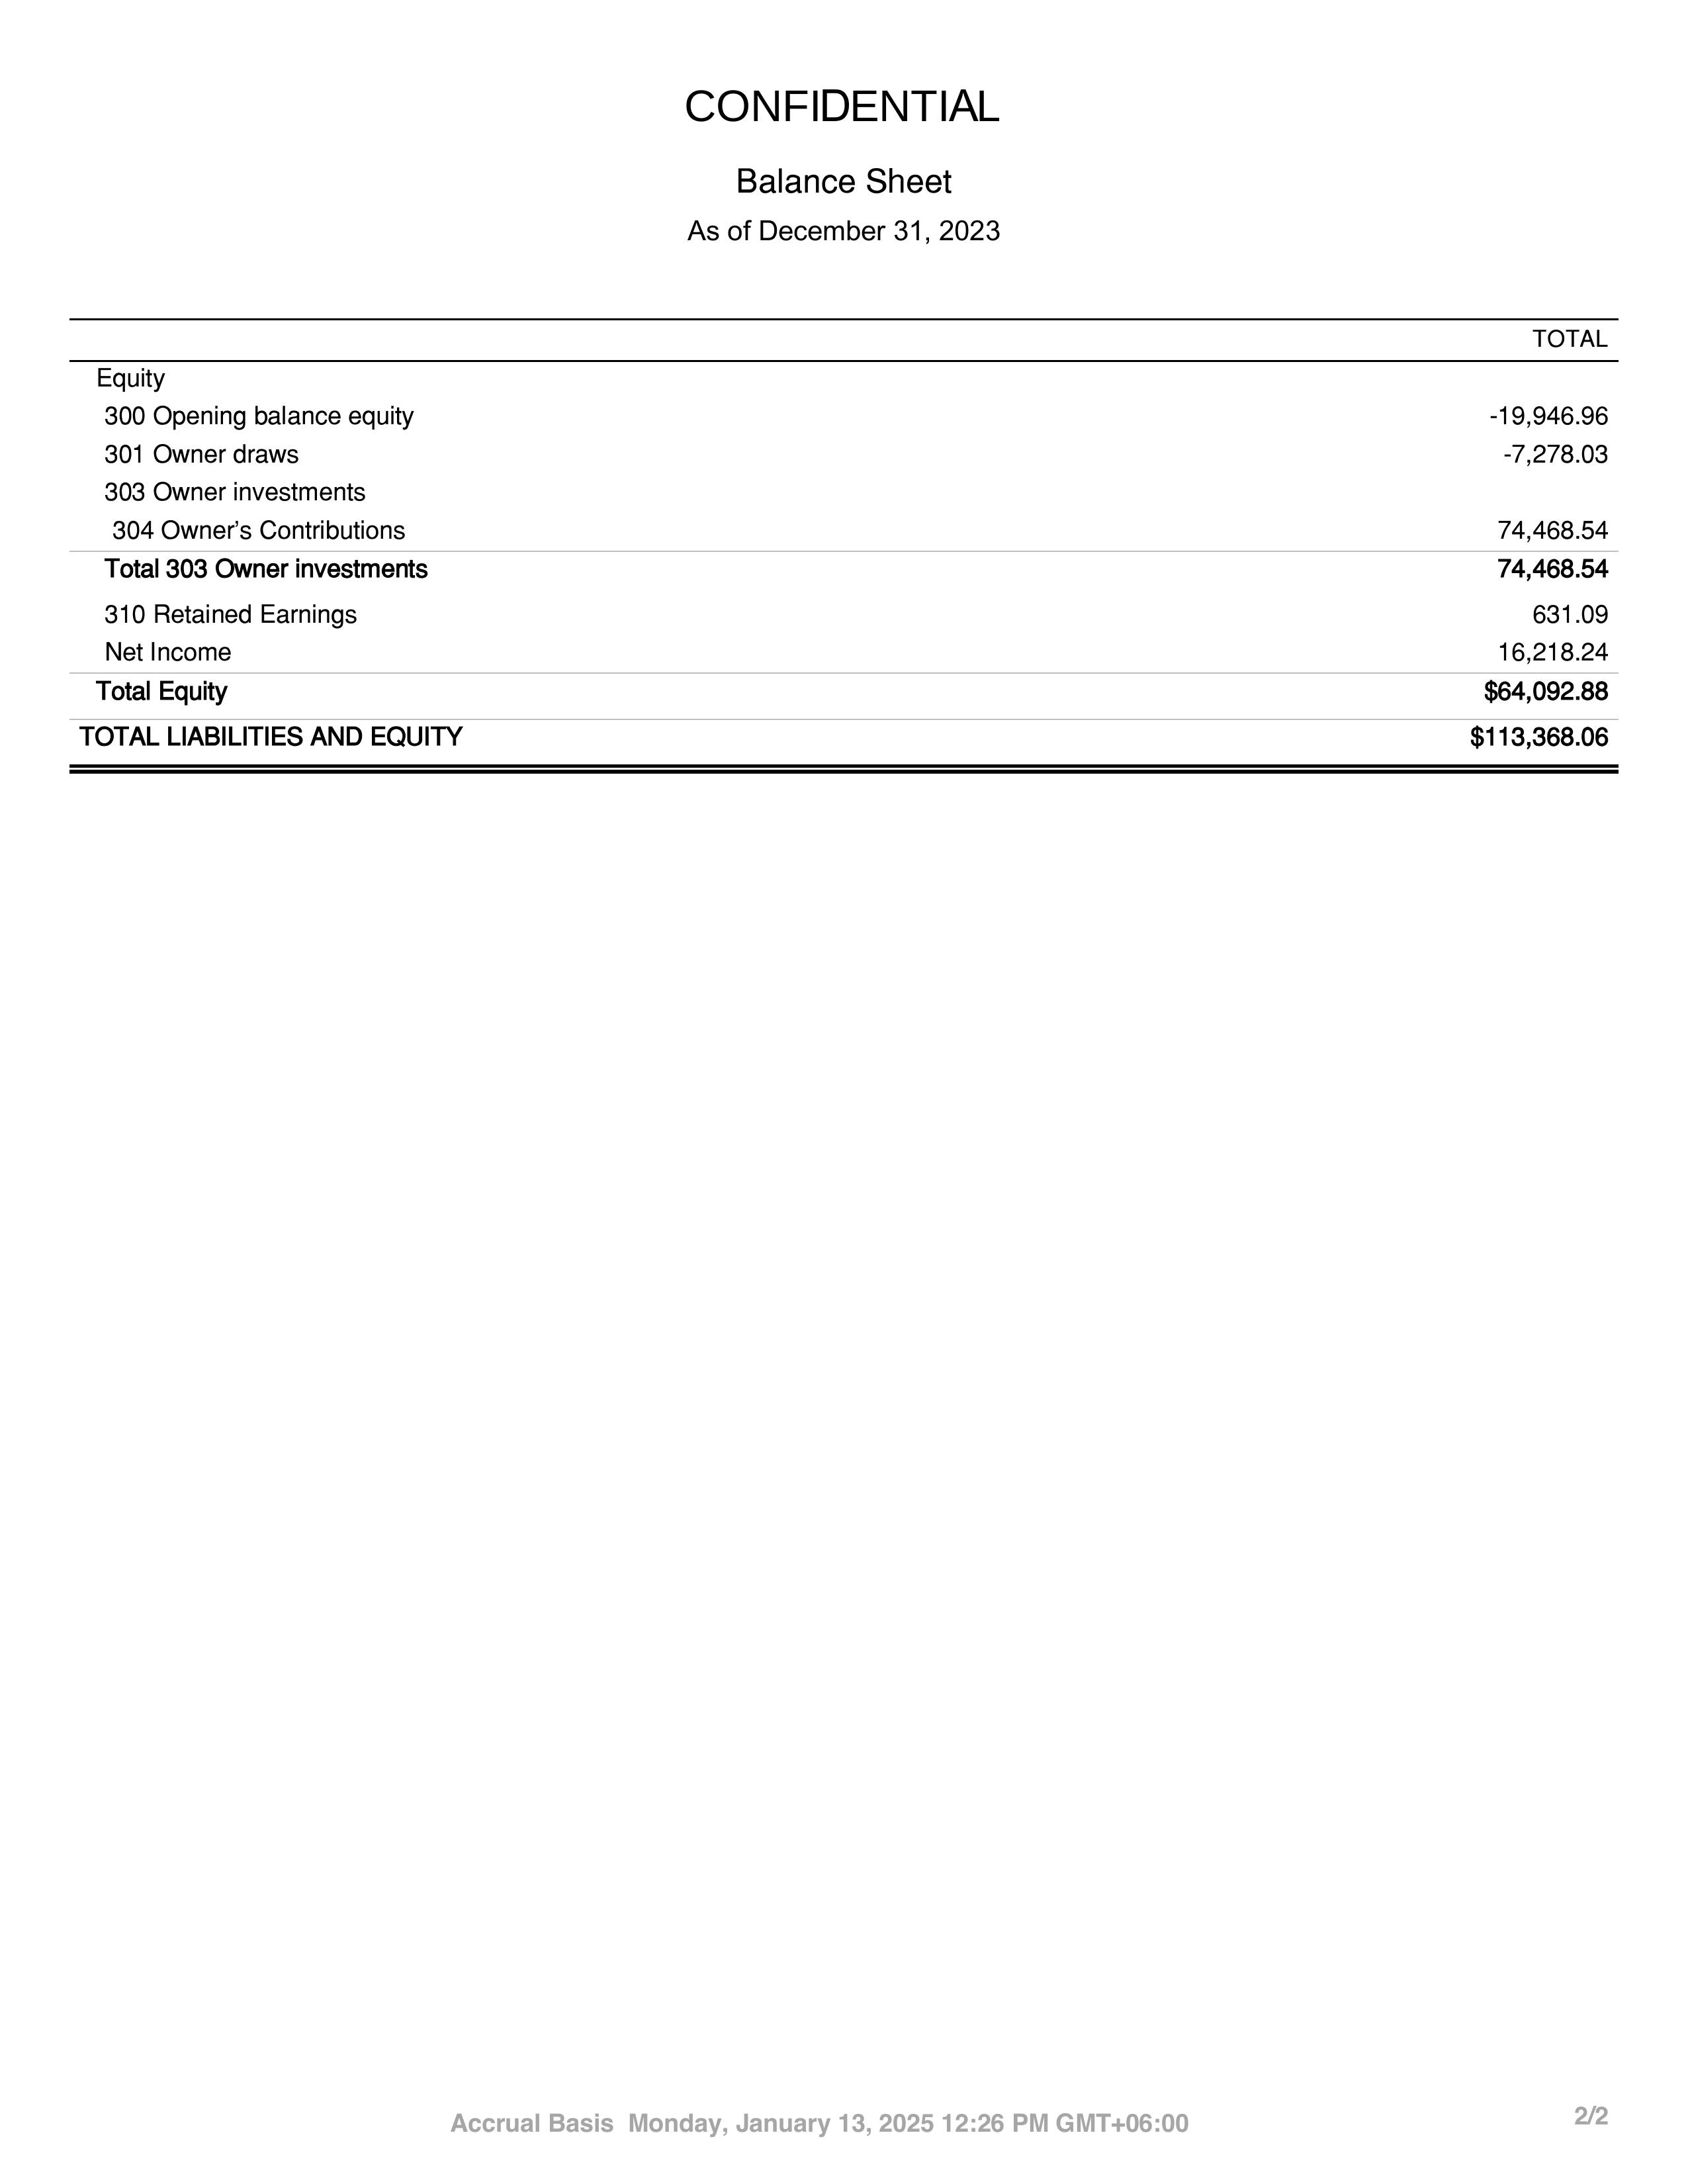 CONFIDENTIAL
Balance Sheet
As of December 31, 2023
TOTAL
Equity
300 Opening balance equity -19,946.96
301 Owner draws -7,278.03
303 Owner investments
304 Owner’s Contributions 74,468.54
Total 303 Owner investments 74,468.54
310 Retained Earnings 631.09
Net Income 16,218.24
Total Equity $64,092.88
TOTAL LIABILITIES AND EQUITY $113,368.06
Accrual Basis Monday, January 13, 2025 12:26 PM GMT+06:00 2/2